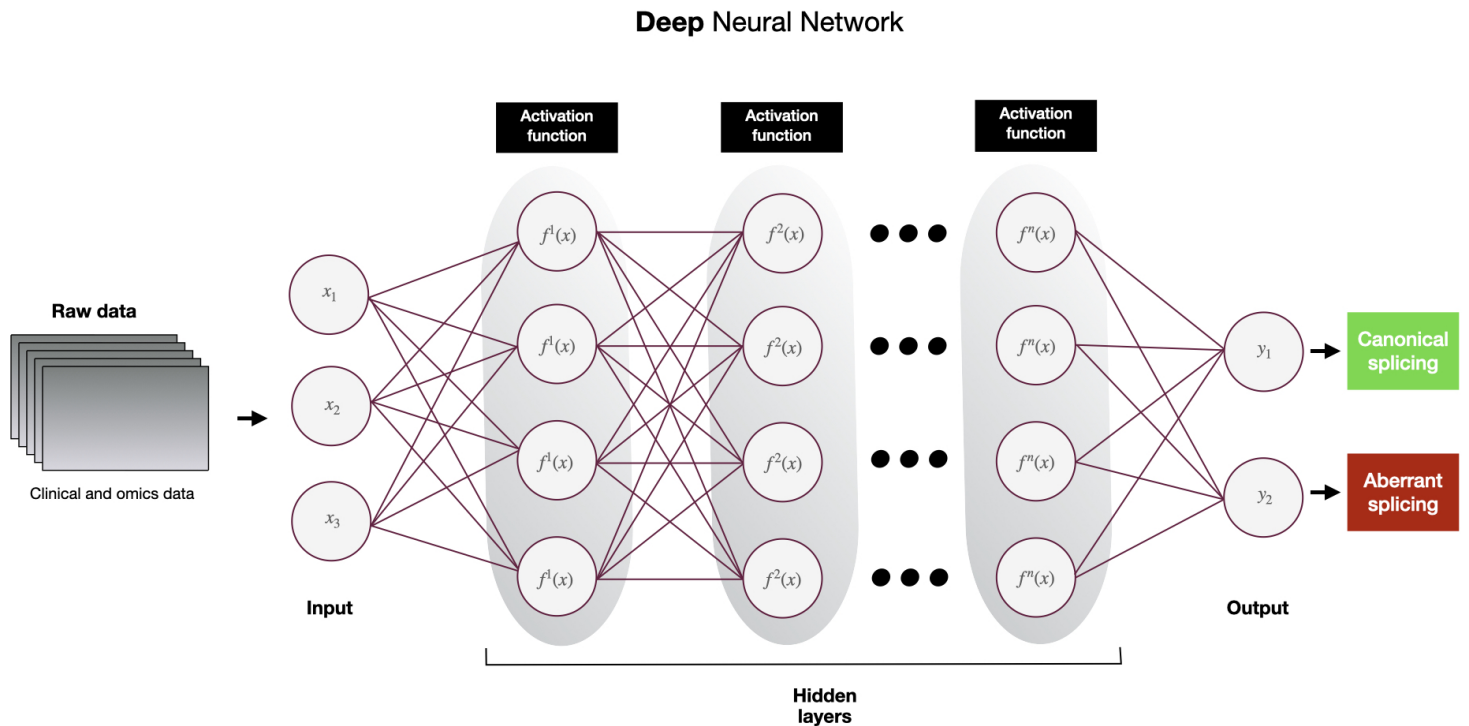 Deep Neural Network
Activation
function
Activation
function
Activation
function
Raw data
Clinical and omics data
x₁
x₂
x₃
Input
f¹(x)
f¹(x)
f¹(x)
f¹(x)
f²(x)
f²(x)
f²(x)
f²(x)
fⁿ(x)
fⁿ(x)
fⁿ(x)
fⁿ(x)
Hidden
layers
y₁
y₂
Output
Canonical
splicing
Aberrant
splicing